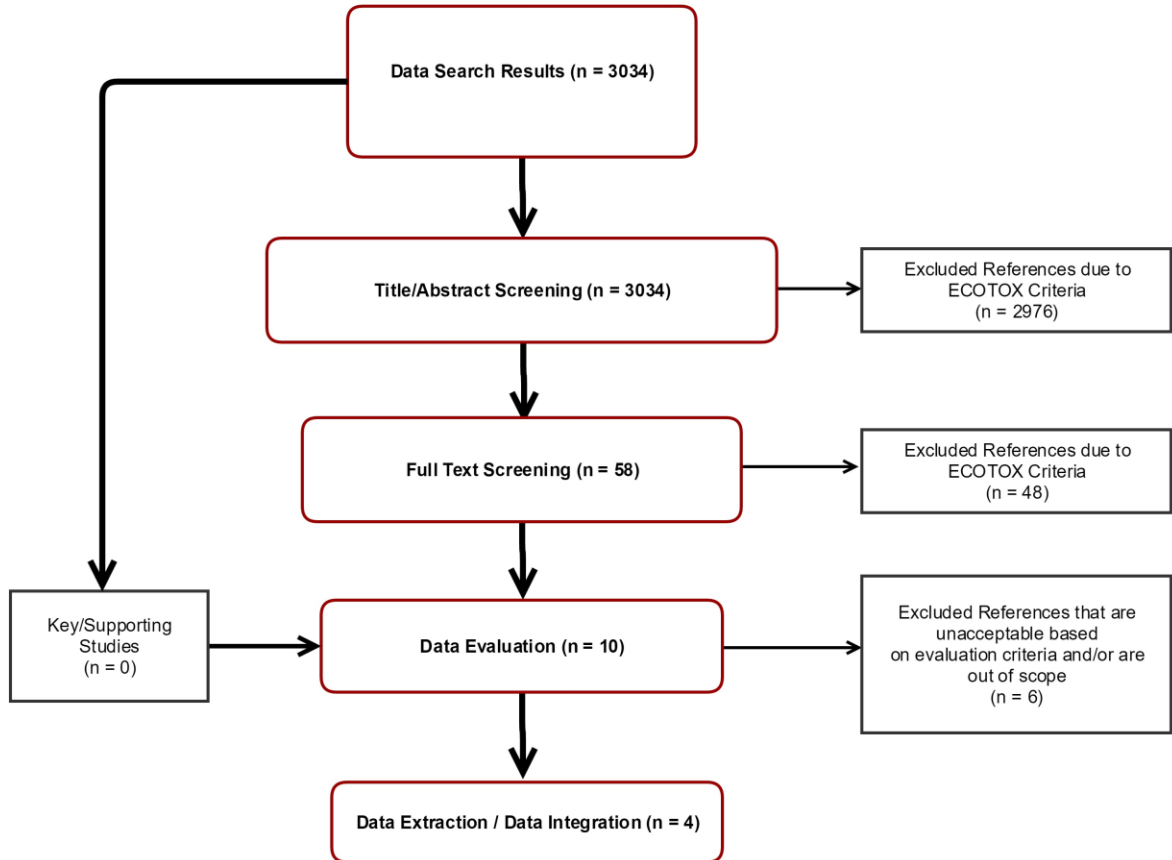 Data Search Results (n = 3034)
Title/Abstract Screening (n = 3034)
Excluded References due to
ECOTOX Criteria
(n = 2976)
Full Text Screening (n = 58)
Excluded References due to
ECOTOX Criteria
(n = 48)
Key/Supporting
Studies
(n = 0)
Data Evaluation (n = 10)
Excluded References that are
unacceptable based
on evaluation criteria and/or are
out of scope
(n = 6)
Data Extraction / Data Integration (n = 4)